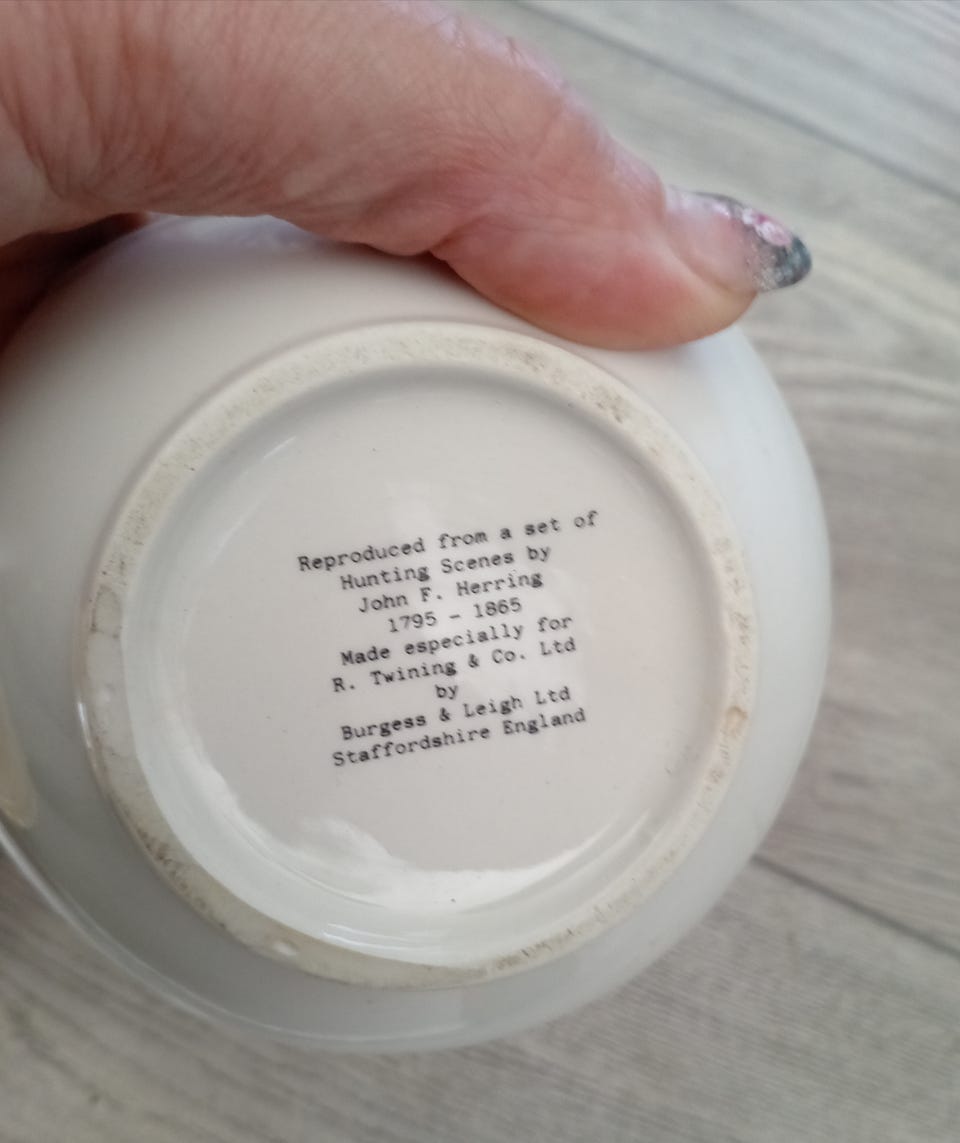 Reproduced from a set of
Hunting Scenes by
John F. Herring
1795 - 1865
Made especially for
R. Twining & Co. Ltd
by
Burgess & Leigh Ltd
Staffordshire England